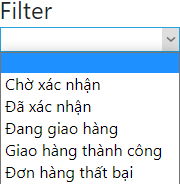 Filter
Chờ xác nhận
Đã xác nhận
Đang giao hàng
Giao hàng thành công
Đơn hàng thất bại